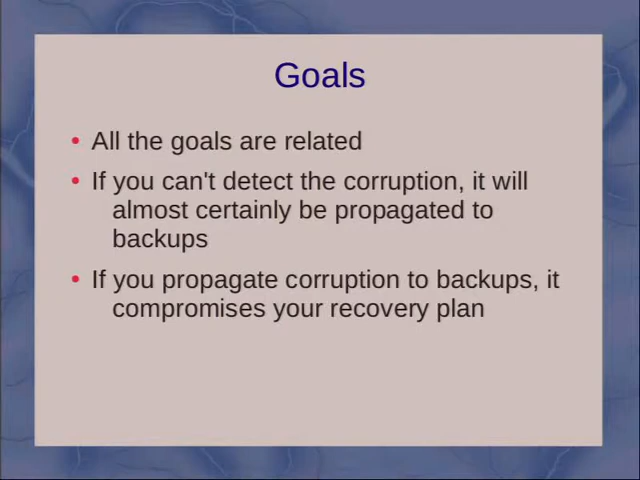 Goals
• All the goals are related
• If you can't detect the corruption, it will
almost certainly be propagated to
backups
• If you propagate corruption to backups, it
compromises your recovery plan